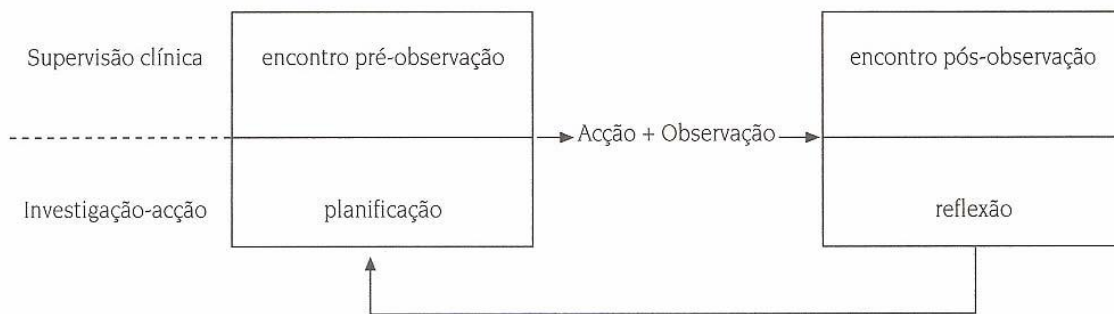 Supervisão clínica
encontro pré-observação
encontro pós-observação
Acção + Observação
Investigação-acção
planificação
reflexão